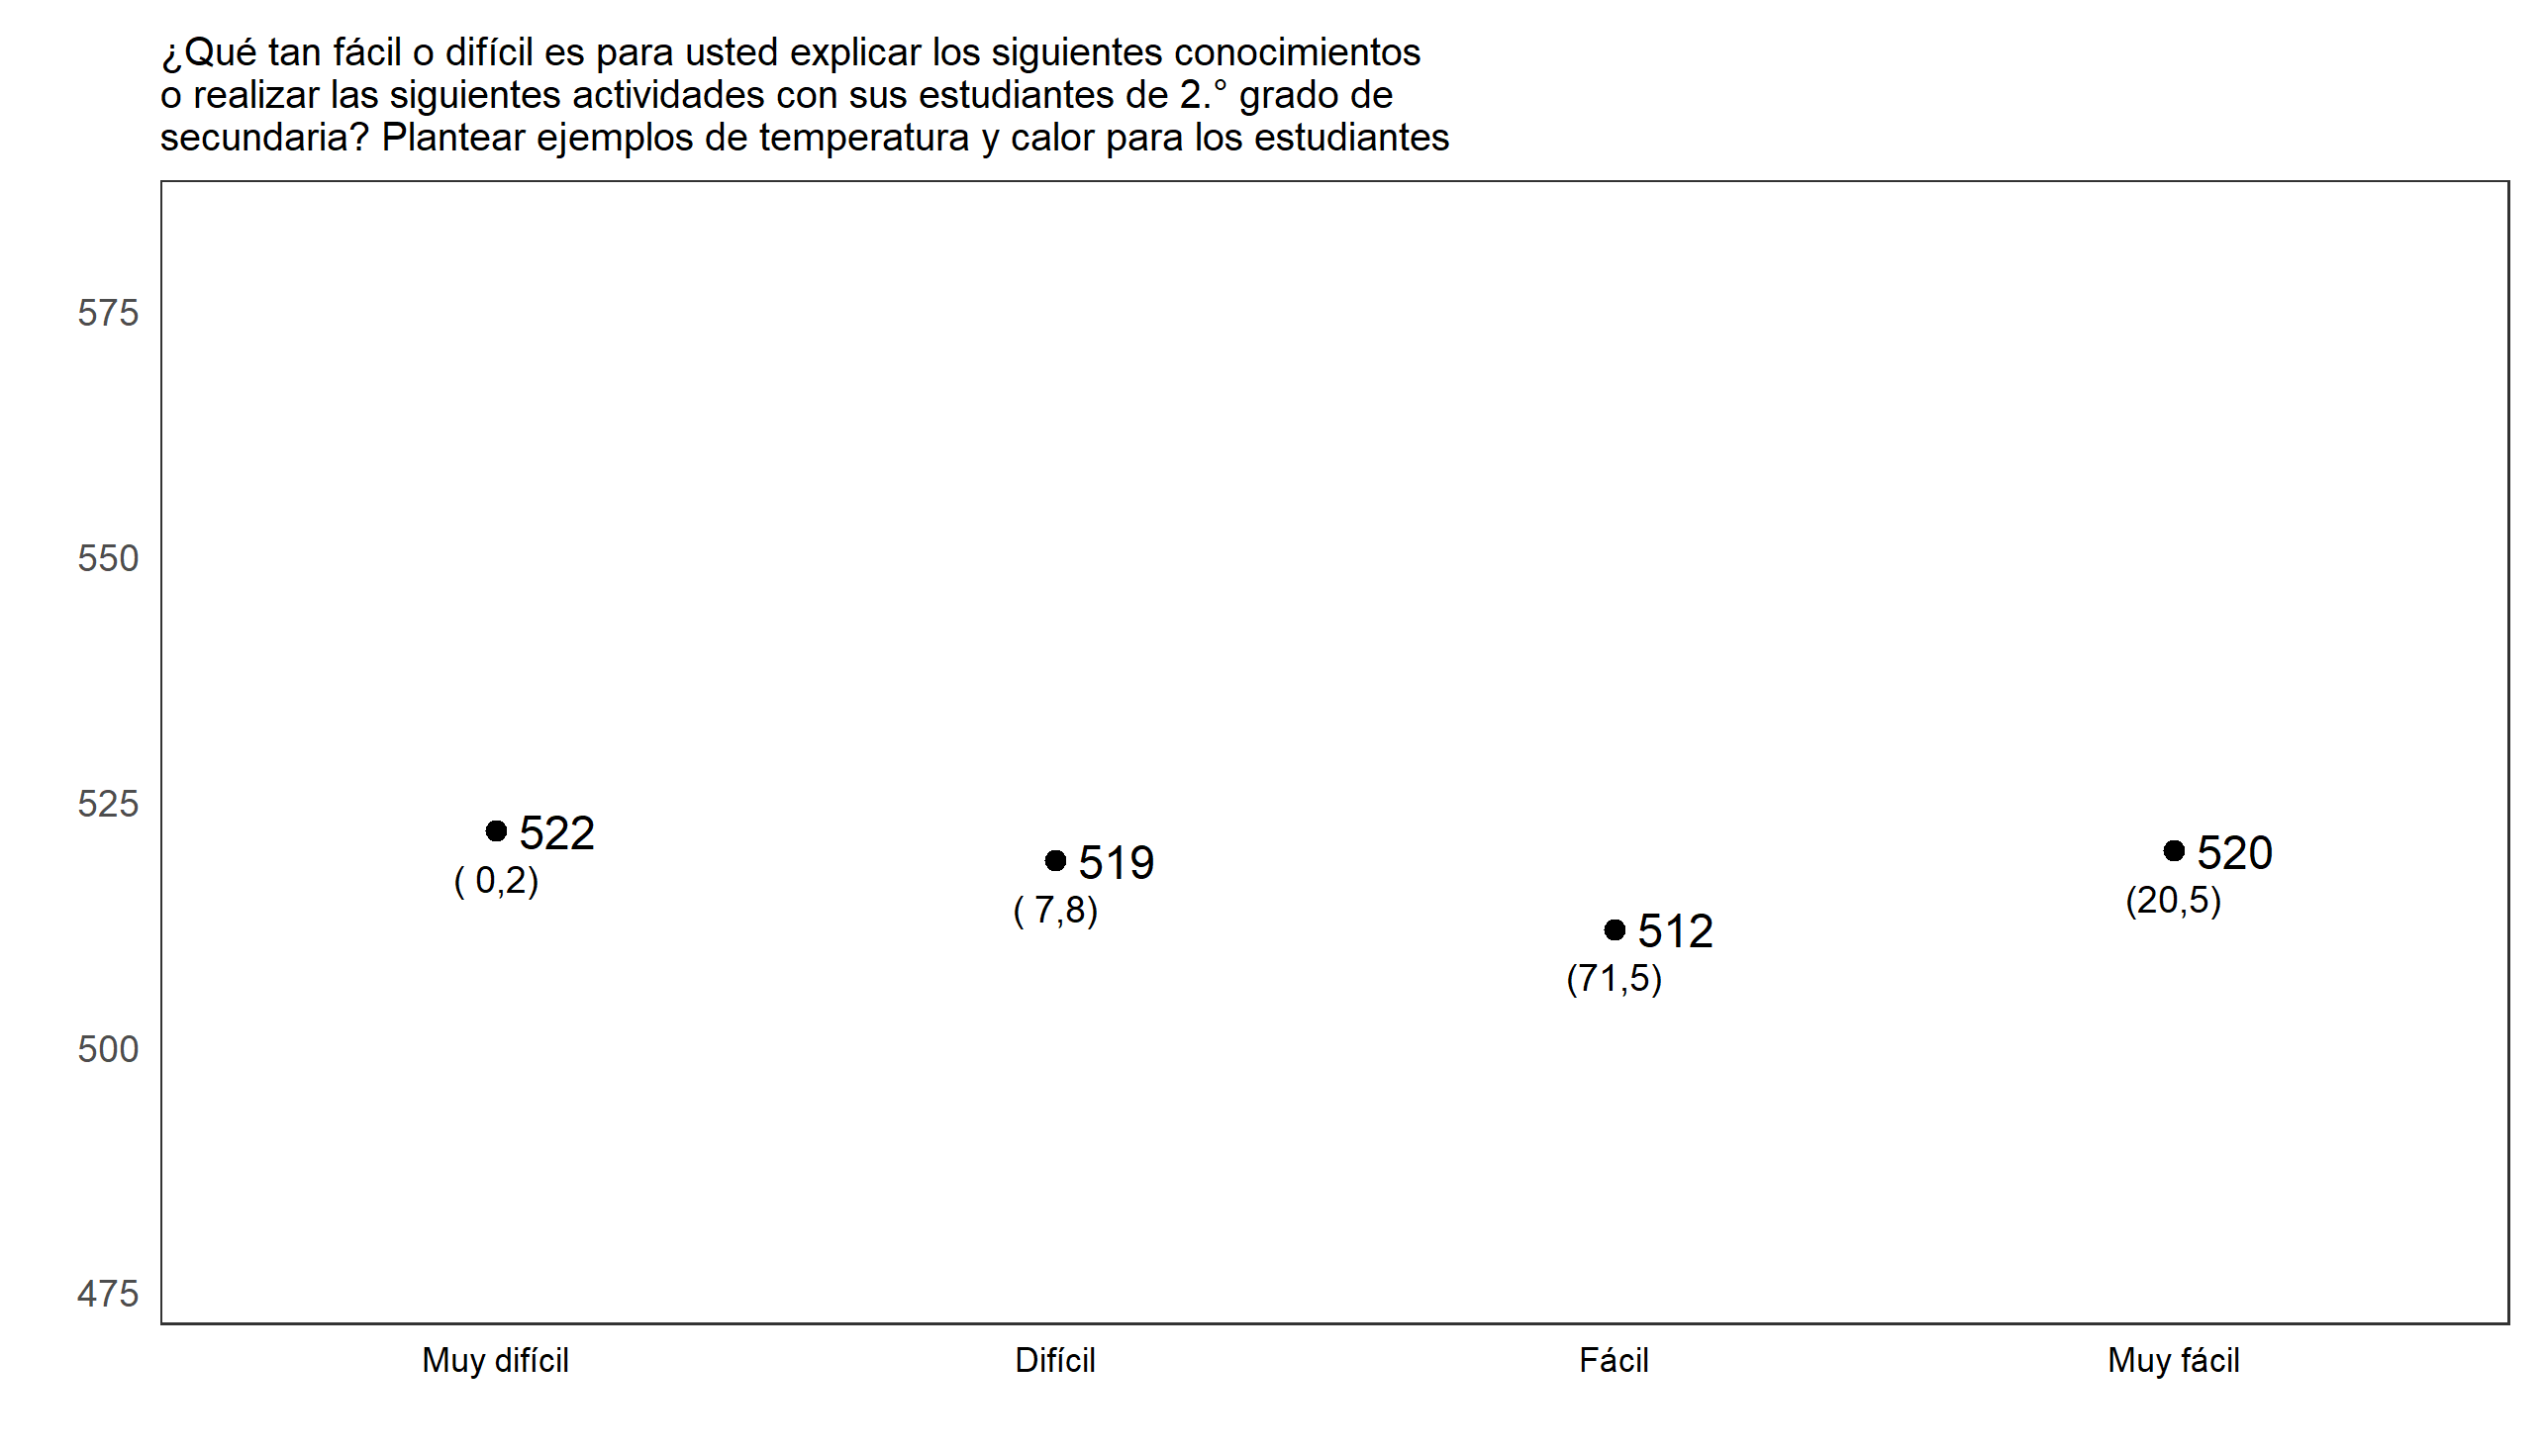 ¿Qué tan fácil o difícil es para usted explicar los siguientes conocimientos
o realizar las siguientes actividades con sus estudiantes de 2.° grado de
secundaria? Plantear ejemplos de temperatura y calor para los estudiantes
575
550
525
500
475
522
( 0,2)
519
( 7,8)
512
(71,5)
520
(20,5)
Muy difícil
Difícil
Fácil
Muy fácil